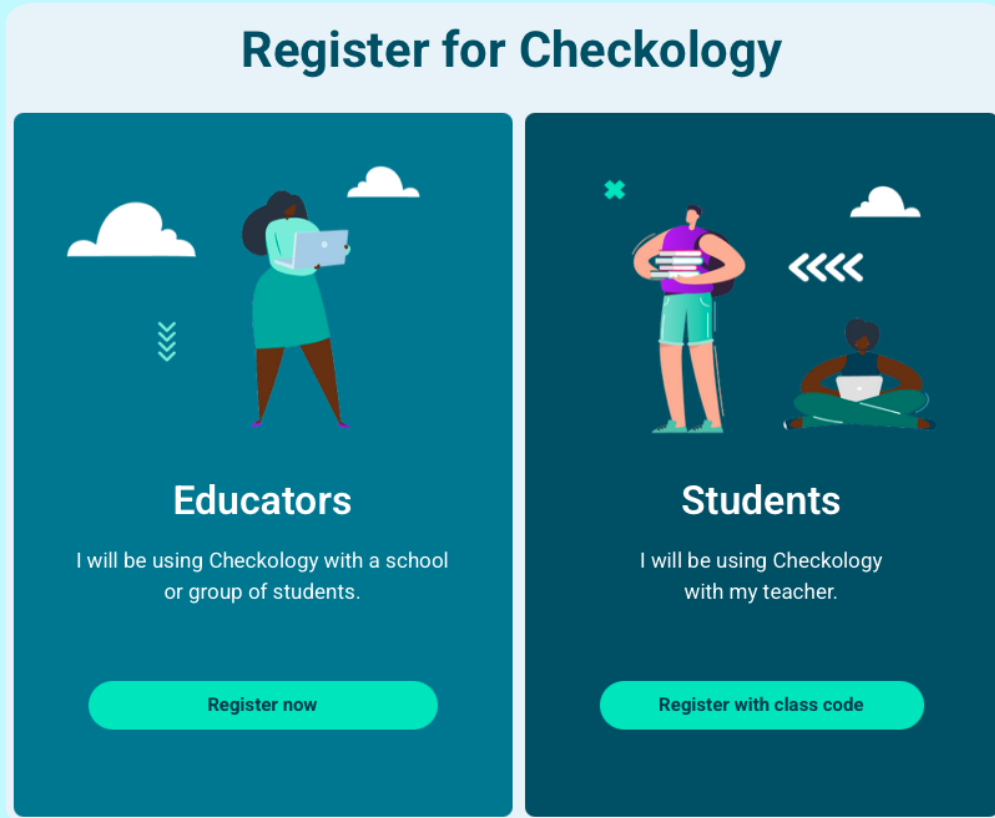 Register for Checkology
Educators
I will be using Checkology with a school
or group of students.
Register now
Students
I will be using Checkology
with my teacher.
Register with class code